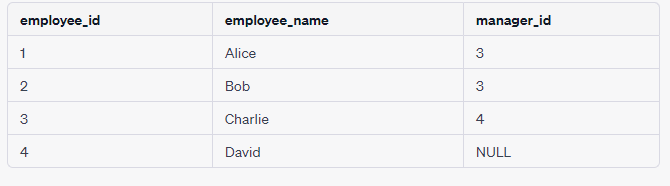 employee_id employee_name manager_id
1 Alice 3
2 Bob 3
3 Charlie 4
4 David NULL